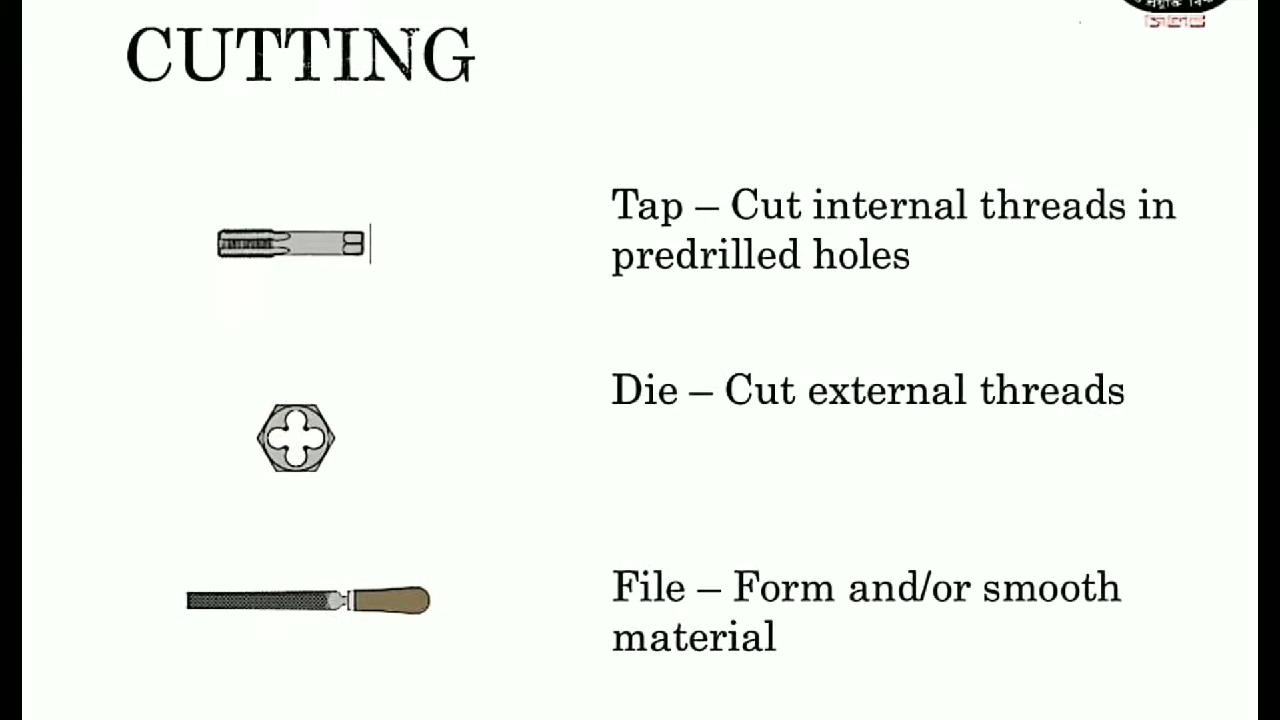 CUTTING
Tap – Cut internal threads in
predrilled holes
Die – Cut external threads
File – Form and/or smooth
material